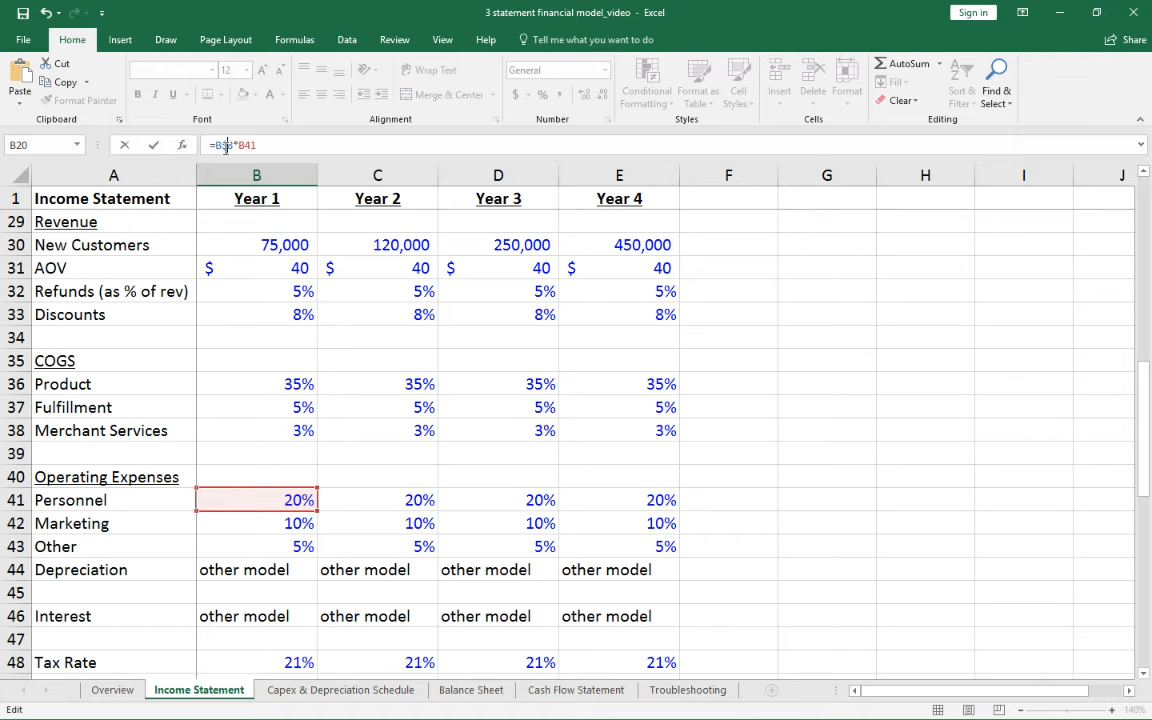 3 statement financial model_video - Excel
Sign in
File Home Insert Draw Page Layout Formulas Data Review View Help Tell me what you want to do Share
Paste Cut Copy Format Painter Clipboard
12 Font
Wrap Text Merge & Center Alignment
General Number
Conditional Formatting Format as Table Cell Styles Styles
Insert Delete Format Cells
AutoSum Fill Clear Sort & Filter Find & Select Editing
B20 =B*B41
A B C D E F G H I J
1 Income Statement Year 1 Year 2 Year 3 Year 4
29 Revenue
30 New Customers 75,000 120,000 250,000 450,000
31 AOV $ 40 $ 40 $ 40 $ 40
32 Refunds (as % of rev) 5% 5% 5% 5%
33 Discounts 8% 8% 8% 8%
34
35 COGS
36 Product 35% 35% 35% 35%
37 Fulfillment 5% 5% 5% 5%
38 Merchant Services 3% 3% 3% 3%
39
40 Operating Expenses
41 Personnel 20% 20% 20% 20%
42 Marketing 10% 10% 10% 10%
43 Other 5% 5% 5% 5%
44 Depreciation other model other model other model other model
45
46 Interest other model other model other model other model
47
48 Tax Rate 21% 21% 21% 21%
Overview Income Statement Capex & Depreciation Schedule Balance Sheet Cash Flow Statement Troubleshooting
Edit 140%